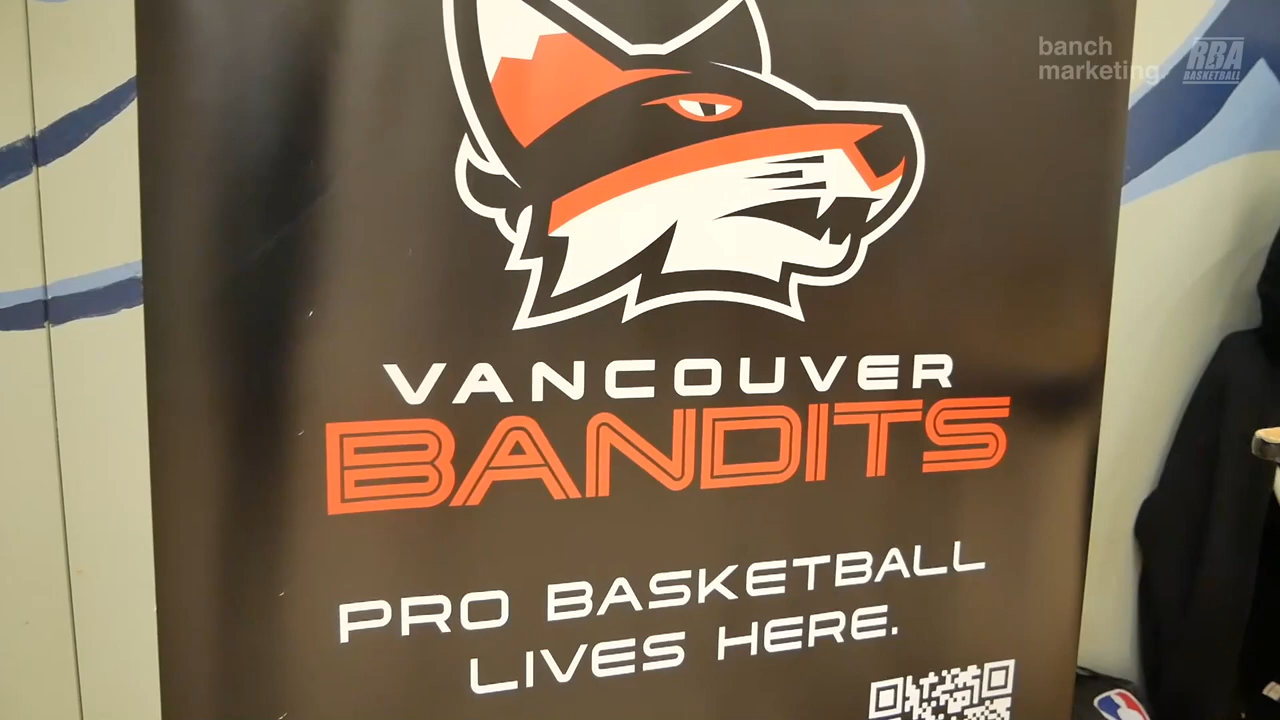 banch
marketing
RBA
BASKETBALL
VANCOUVER
BANDITS
PRO BASKETBALL
LIVES HERE.